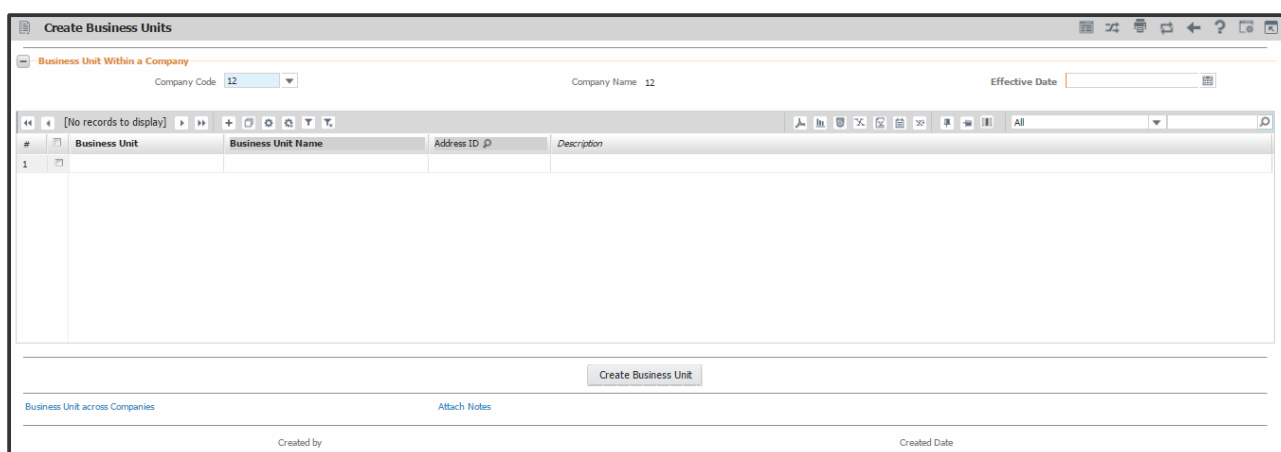 Create Business Units
Business Unit Within a Company
Company Code 12 Company Name 12 Effective Date
[No records to display] All
# Business Unit Business Unit Name Address ID Description
1
Create Business Unit
Business Unit across Companies Attach Notes
Created by Created Date